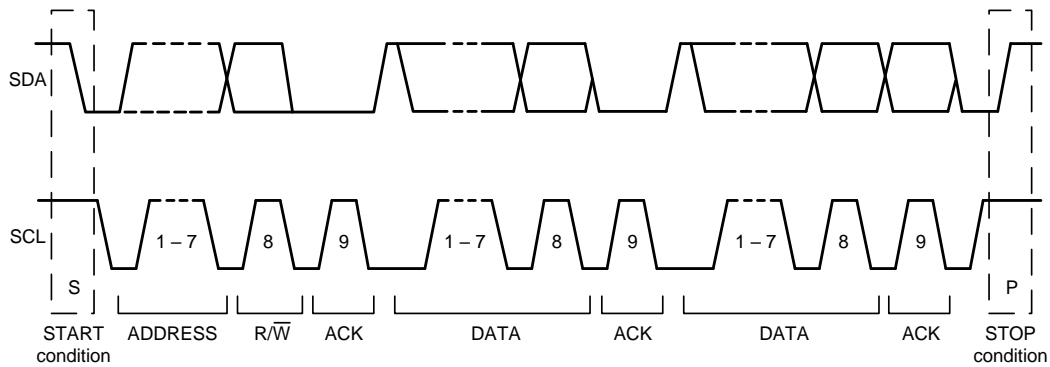 SDA
SCL
1 – 7
8
9
1 – 7
8
9
1 – 7
8
9
S
P
START
condition
ADDRESS
R/W̅
ACK
DATA
ACK
DATA
ACK
STOP
condition